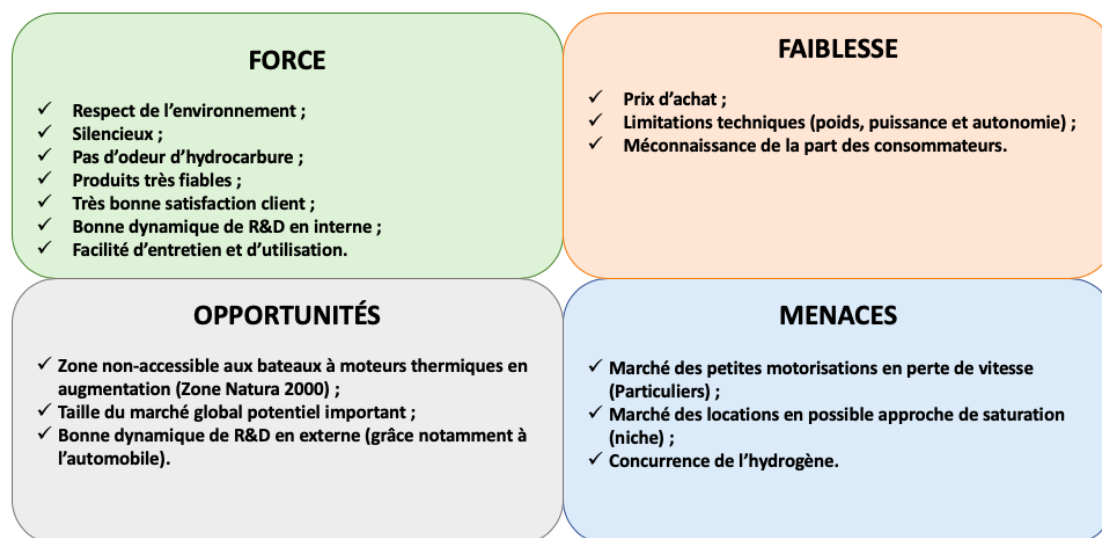 FORCE
✓ Respect de l’environnement ;
✓ Silencieux ;
✓ Pas d’odeur d’hydrocarbure ;
✓ Produits très fiables ;
✓ Très bonne satisfaction client ;
✓ Bonne dynamique de R&D en interne ;
✓ Facilité d’entretien et d’utilisation.
FAIBLESSE
✓ Prix d’achat ;
✓ Limitations techniques (poids, puissance et autonomie) ;
✓ Méconnaissance de la part des consommateurs.
OPPORTUNITÉS
✓ Zone non-accessible aux bateaux à moteurs thermiques en
augmentation (Zone Natura 2000) ;
✓ Taille du marché global potentiel important ;
✓ Bonne dynamique de R&D en externe (grâce notamment à
l’automobile).
MENACES
✓ Marché des petites motorisations en perte de vitesse
(Particuliers) ;
✓ Marché des locations en possible approche de saturation
(niche) ;
✓ Concurrence de l’hydrogène.